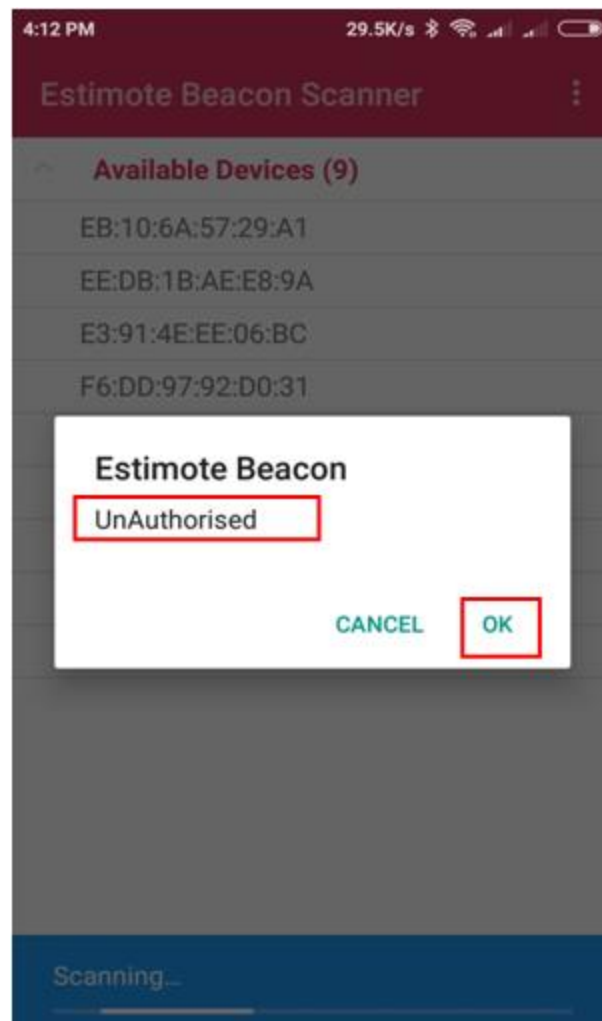 4:12 PM 29.5K/s
Estimote Beacon Scanner
Available Devices (9)
EB:10:6A:57:29:A1
EE:DB:1B:AE:E8:9A
E3:91:4E:EE:06:BC
F6:DD:97:92:D0:31
Estimote Beacon
UnAuthorised
CANCEL OK
Scanning...